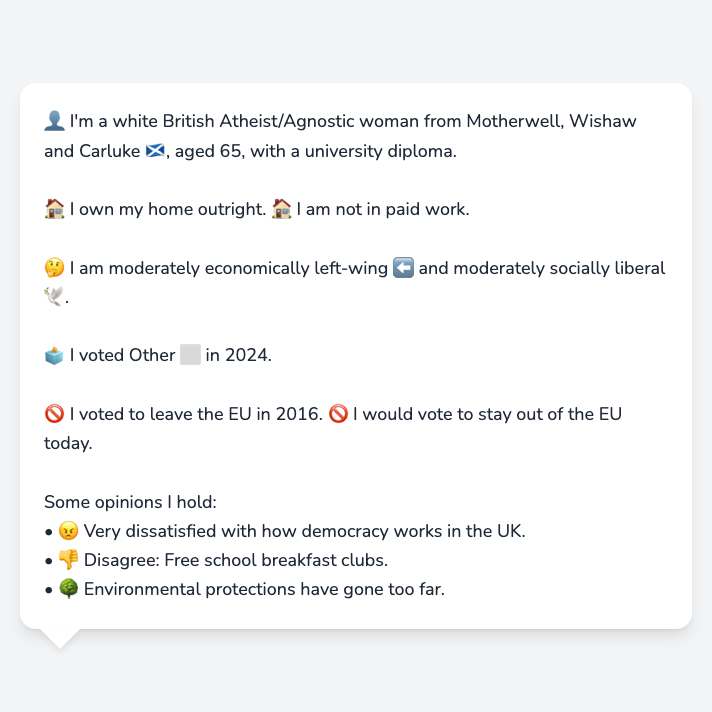 👤 I'm a white British Atheist/Agnostic woman from Motherwell, Wishaw
and Carluke 🏴󠁧󠁢󠁳󠁣󠁴󠁿, aged 65, with a university diploma.
🏠 I own my home outright. 🏠 I am not in paid work.
🤔 I am moderately economically left-wing ⬅️ and moderately socially liberal
🕊️.
🗳️ I voted Other ⬜ in 2024.
🚫 I voted to leave the EU in 2016. 🚫 I would vote to stay out of the EU
today.
Some opinions I hold:
• 😠 Very dissatisfied with how democracy works in the UK.
• 👎 Disagree: Free school breakfast clubs.
• 🌳 Environmental protections have gone too far.